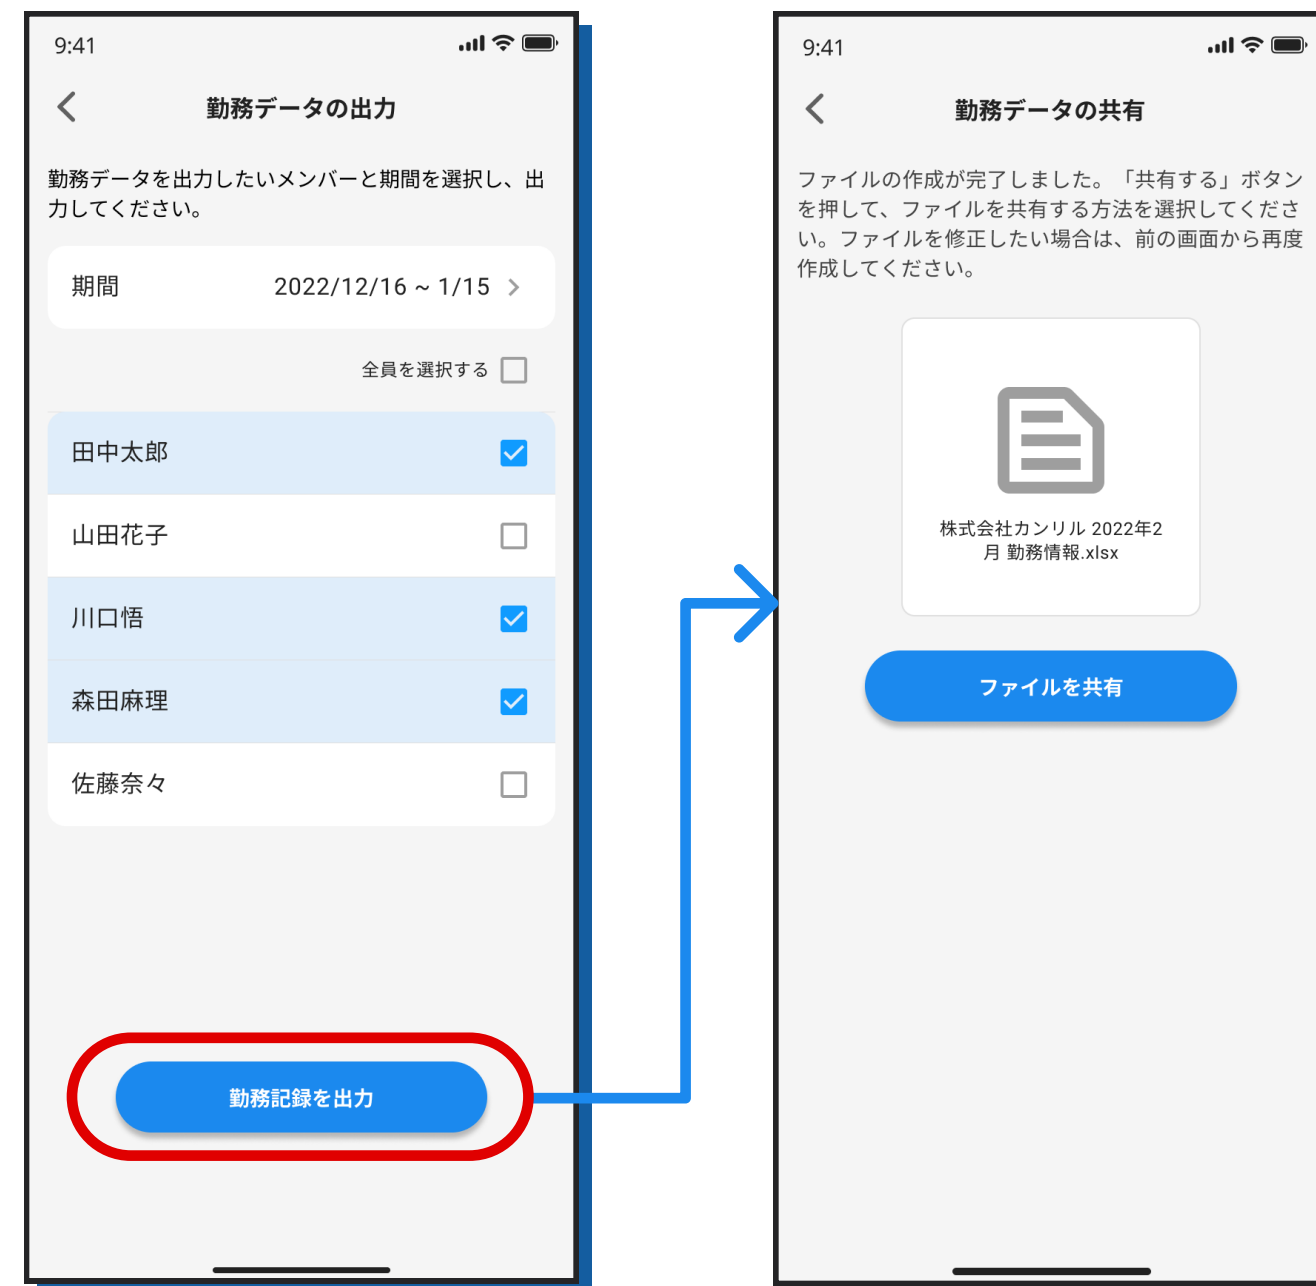 9:41
勤務データの出力
勤務データを出力したいメンバーと期間を選択し、出
力してください。
期間 2022/12/16 ~ 1/15
全員を選択する
田中太郎
山田花子
川口悟
森田麻理
佐藤奈々
勤務記録を出力
9:41
勤務データの共有
ファイルの作成が完了しました。「共有する」ボタン
を押して、ファイルを共有する方法を選択してくださ
い。ファイルを修正したい場合は、前の画面から再度
作成してください。
株式会社カンリル 2022年2
月 勤務情報.xlsx
ファイルを共有